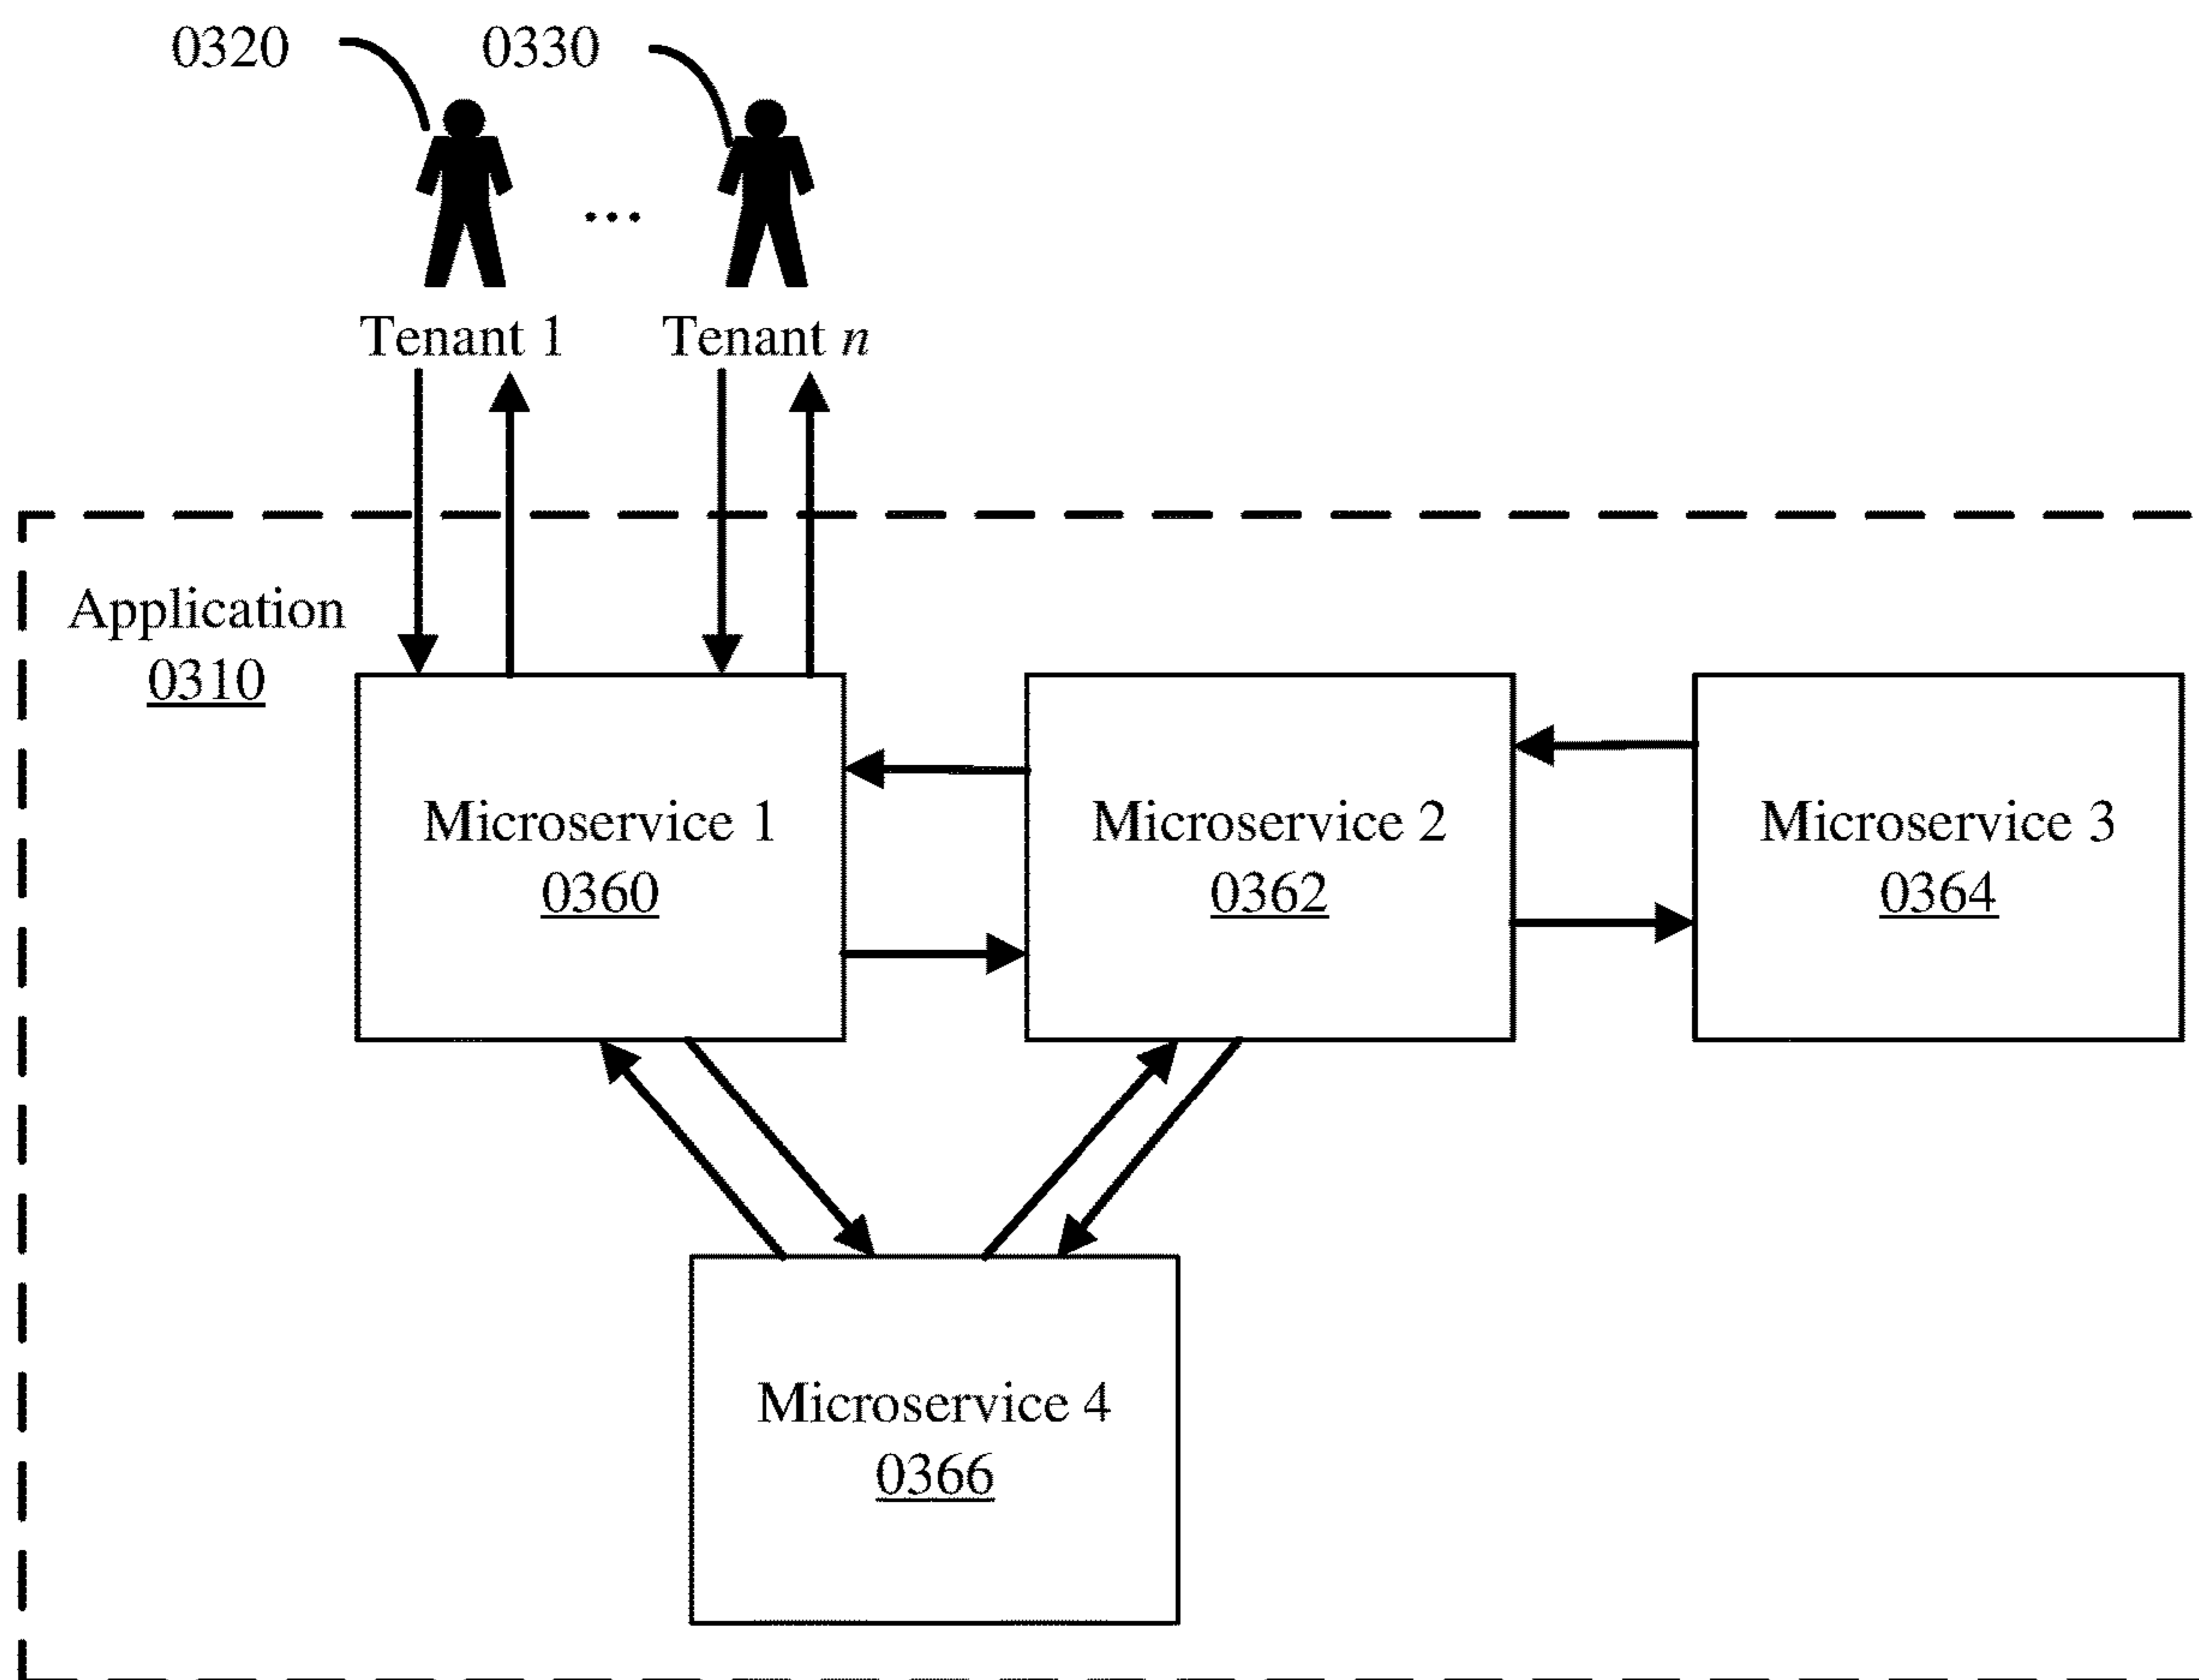 0320
0330
...
Tenant 1
Tenant n
Application
0310
Microservice 1
0360
Microservice 2
0362
Microservice 3
0364
Microservice 4
0366